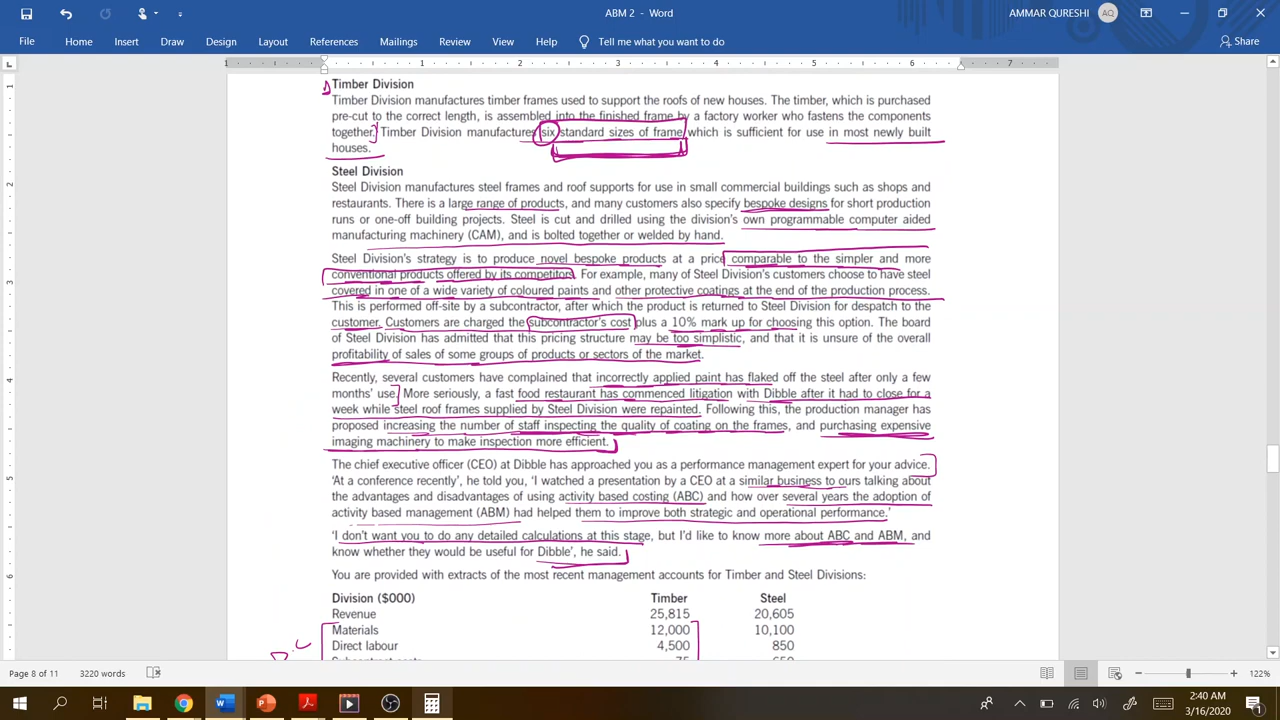 ABM 2 - Word
AMMAR QURESHI
AQ
File Home Insert Draw Design Layout References Mailings Review View Help Tell me what you want to do Share
1 1 2 3 4 5 6 7
Timber Division
Timber Division manufactures timber frames used to support the roofs of new houses. The timber, which is purchased
pre-cut to the correct length, is assembled into the finished frame by a factory worker who fastens the components
together. Timber Division manufactures six standard sizes of frame which is sufficient for use in most newly built
houses.
Steel Division
Steel Division manufactures steel frames and roof supports for use in small commercial buildings such as shops and
restaurants. There is a large range of products, and many customers also specify bespoke designs for short production
runs or one-off building projects. Steel is cut and drilled using the division's own programmable computer aided
manufacturing machinery (CAM), and is bolted together or welded by hand.
Steel Division's strategy is to produce novel bespoke products at a price comparable to the simpler and more
conventional products offered by its competitors. For example, many of Steel Division's customers choose to have steel
covered in one of a wide variety of coloured paints and other protective coatings at the end of the production process.
This is performed off-site by a subcontractor, after which the product is returned to Steel Division for despatch to the
customer. Customers are charged the subcontractor's cost plus a 10% mark up for choosing this option. The board
of Steel Division has admitted that this pricing structure may be too simplistic, and that it is unsure of the overall
profitability of sales of some groups of products or sectors of the market.
Recently, several customers have complained that incorrectly applied paint has flaked off the steel after only a few
months' use. More seriously, a fast food restaurant has commenced litigation with Dibble after it had to close for a
week while steel roof frames supplied by Steel Division were repainted. Following this, the production manager has
proposed increasing the number of staff inspecting the quality of coating on the frames, and purchasing expensive
imaging machinery to make inspection more efficient.
The chief executive officer (CEO) at Dibble has approached you as a performance management expert for your advice.
'At a conference recently', he told you, 'I watched a presentation by a CEO at a similar business to ours talking about
the advantages and disadvantages of using activity based costing (ABC) and how over several years the adoption of
activity based management (ABM) had helped them to improve both strategic and operational performance.'
'I don't want you to do any detailed calculations at this stage, but I'd like to know more about ABC and ABM, and
know whether they would be useful for Dibble', he said.
You are provided with extracts of the most recent management accounts for Timber and Steel Divisions:
Division ($000) Timber Steel
Revenue 25,815 20,605
Materials 12,000 10,100
Direct labour 4,500 850
Subcontract costs 75 650
Page 8 of 11 3220 words 122%
2:40 AM
3/16/2020